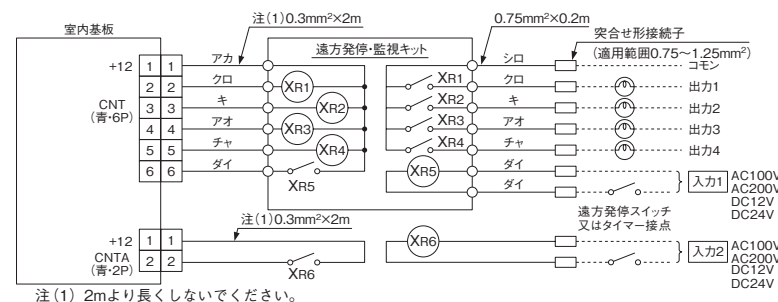 注(1)0.3mm²×2m
0.75mm²×0.2m
突合せ形接続子
(適用範囲0.75～1.25mm²)
室内基板
遠方発停・監視キット
+12 1 1 アカ シロ コモン
2 2 クロ XR1 XR1 クロ 出力1
CNT
(青・6P)
3 3 キ XR2 XR2 キ 出力2
4 4 アオ XR3 XR3 アオ 出力3
5 5 チャ XR4 XR4 チャ 出力4
6 6 ダイ XR5 XR5 ダイ
ダイ
入力1
AC100V
AC200V
DC12V
DC24V
遠方発停スイッチ
又はタイマー接点
注(1)0.3mm²×2m
+12 1 1
CNTA
(青・2P)
2 2 XR6 XR6
入力2
AC100V
AC200V
DC12V
DC24V
注(1) 2mより長くしないでください。